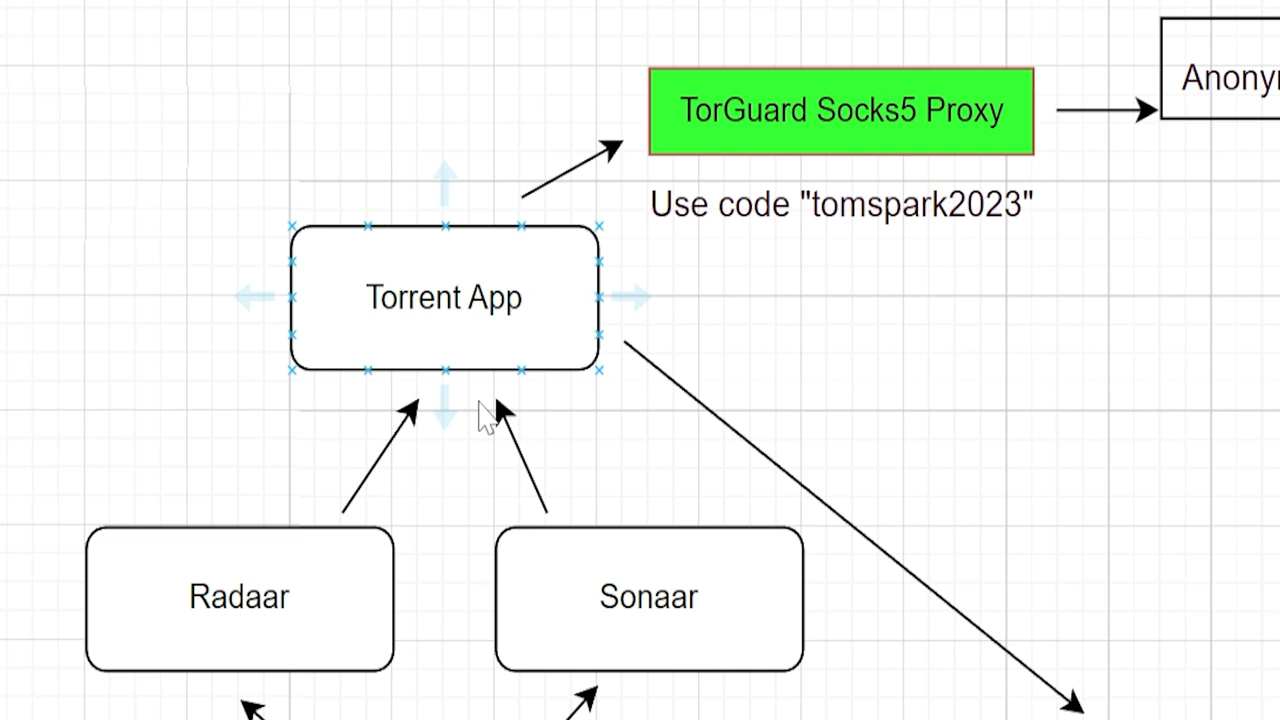 TorGuard Socks5 Proxy
Use code "tomspark2023"
Torrent App
Radaar
Sonaar